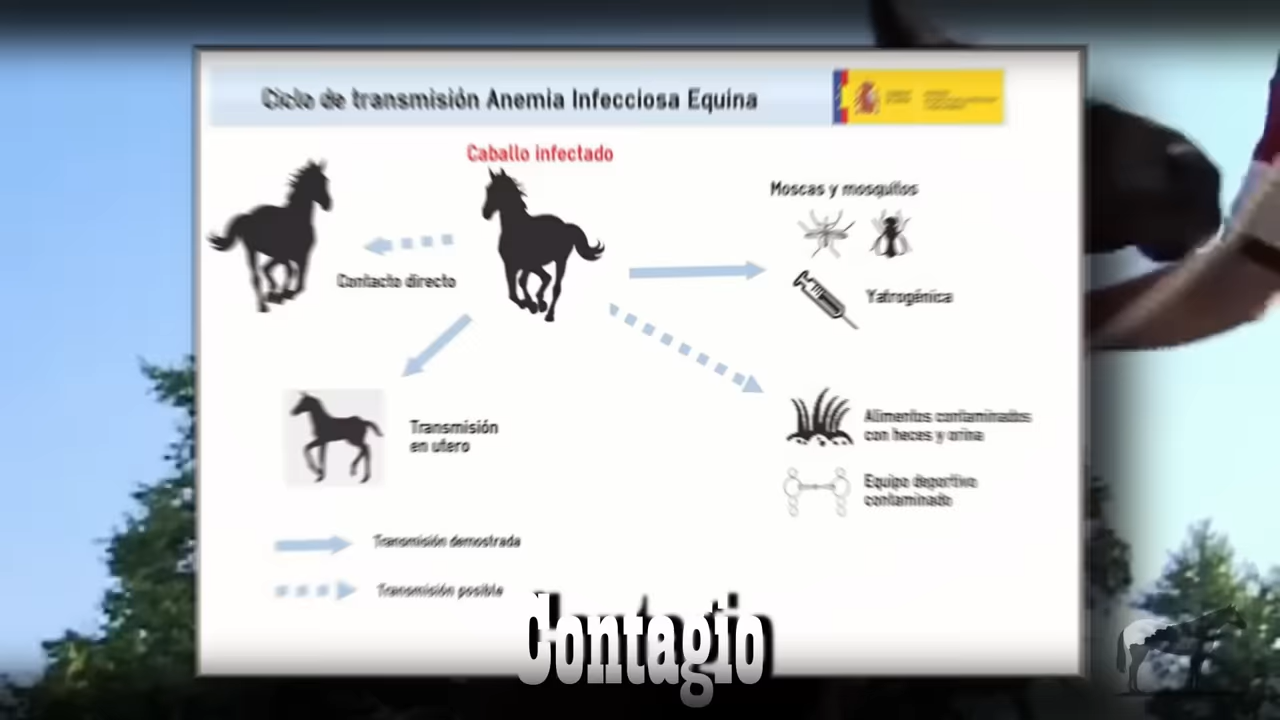 Ciclo de transmisión Anemia Infecciosa Equina
Caballo infectado
Moscas y mosquitos
Contacto directo
Yatrogénica
Transmisión
en utero
Alimentos contaminados
con heces y orina
Equipo deportivo
contaminado
Transmisión demostrada
Transmisión posible
Contagio